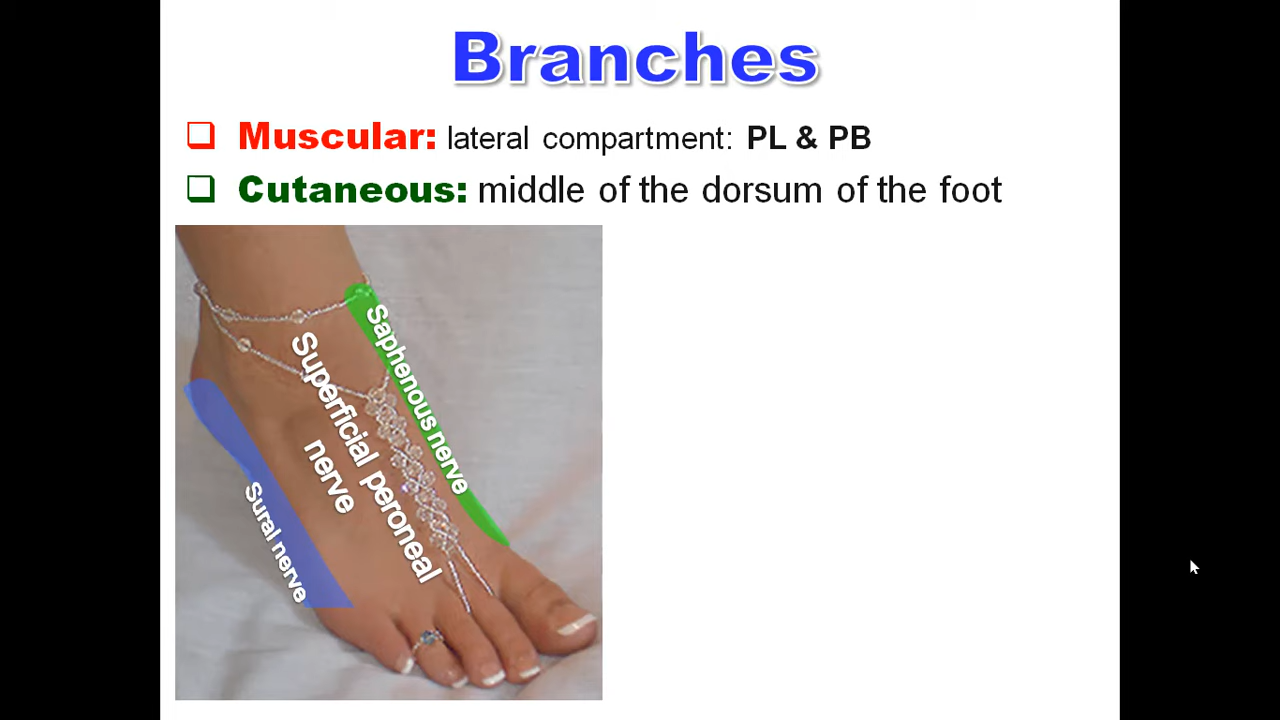 Branches
Muscular: lateral compartment: PL & PB
Cutaneous: middle of the dorsum of the foot
Saphenous nerve
Superficial peroneal
nerve
Sural nerve